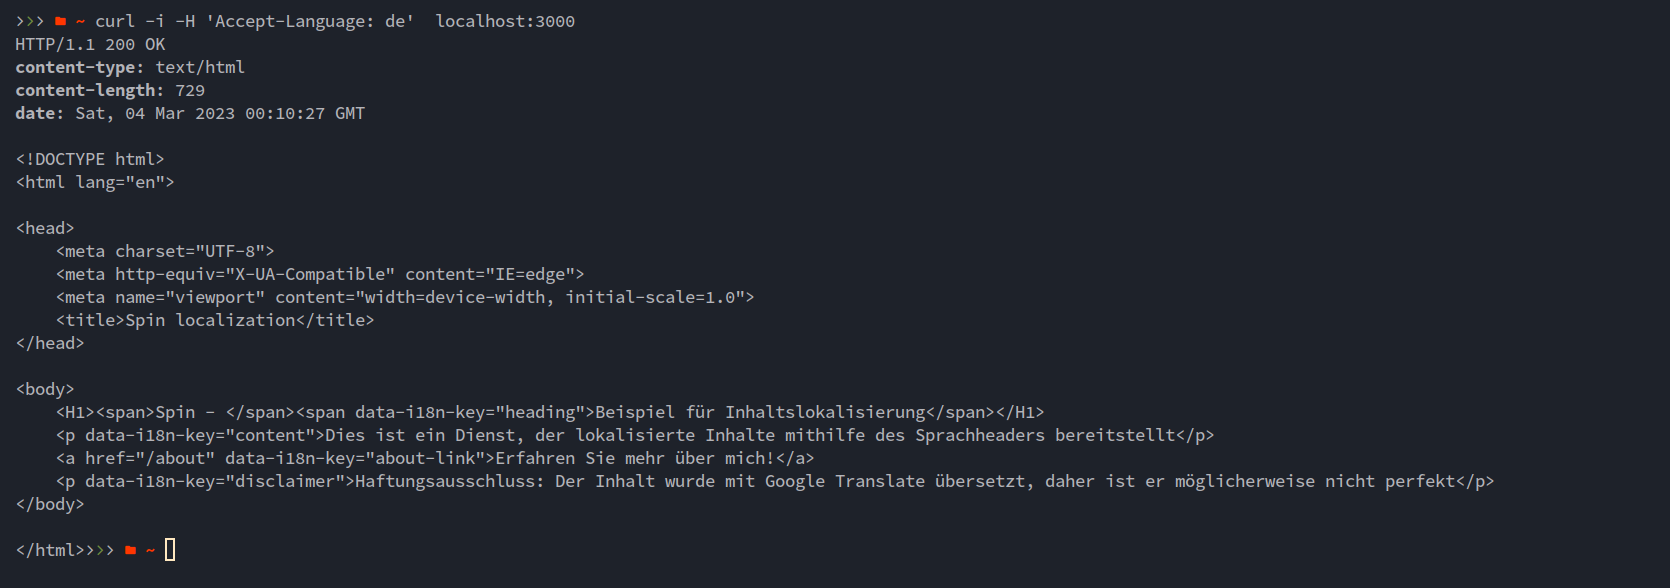 >>> ~ curl -i -H 'Accept-Language: de'  localhost:3000
HTTP/1.1 200 OK
content-type: text/html
content-length: 729
date: Sat, 04 Mar 2023 00:10:27 GMT

<!DOCTYPE html>
<html lang="en">

<head>
    <meta charset="UTF-8">
    <meta http-equiv="X-UA-Compatible" content="IE=edge">
    <meta name="viewport" content="width=device-width, initial-scale=1.0">
    <title>Spin localization</title>
</head>

<body>
    <H1><span>Spin - </span><span data-i18n-key="heading">Beispiel für Inhaltslokalisierung</span></H1>
    <p data-i18n-key="content">Dies ist ein Dienst, der lokalisierte Inhalte mithilfe des Sprachheaders bereitstellt</p>
    <a href="/about" data-i18n-key="about-link">Erfahren Sie mehr über mich!</a>
    <p data-i18n-key="disclaimer">Haftungsausschluss: Der Inhalt wurde mit Google Translate übersetzt, daher ist er möglicherweise nicht perfekt</p>
</body>

</html>>>> ~